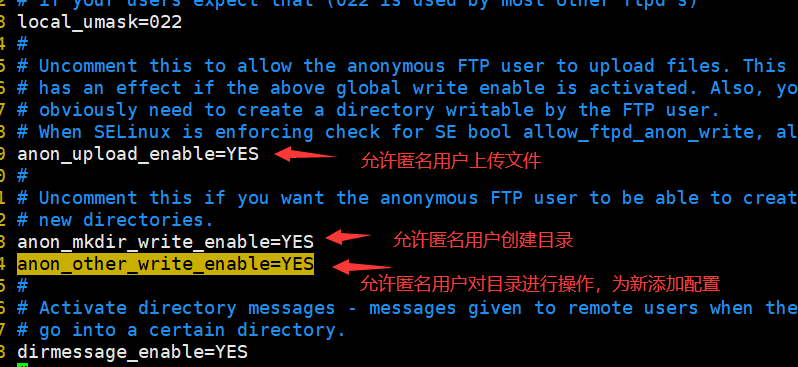 # If your users expect that (022 is used by most other ftpd's)
3 local_umask=022
4 #
5 # Uncomment this to allow the anonymous FTP user to upload files. This
6 # has an effect if the above global write enable is activated. Also, yo
7 # obviously need to create a directory writable by the FTP user.
8 # When SELinux is enforcing check for SE bool allow_ftpd_anon_write, al
9 anon_upload_enable=YES 允许匿名用户上传文件
0 #
1 # Uncomment this if you want the anonymous FTP user to be able to creat
2 # new directories.
3 anon_mkdir_write_enable=YES 允许匿名用户创建目录
4 anon_other_write_enable=YES 允许匿名用户对目录进行操作，为新添加配置
5 #
6 # Activate directory messages - messages given to remote users when the
7 # go into a certain directory.
8 dirmessage_enable=YES